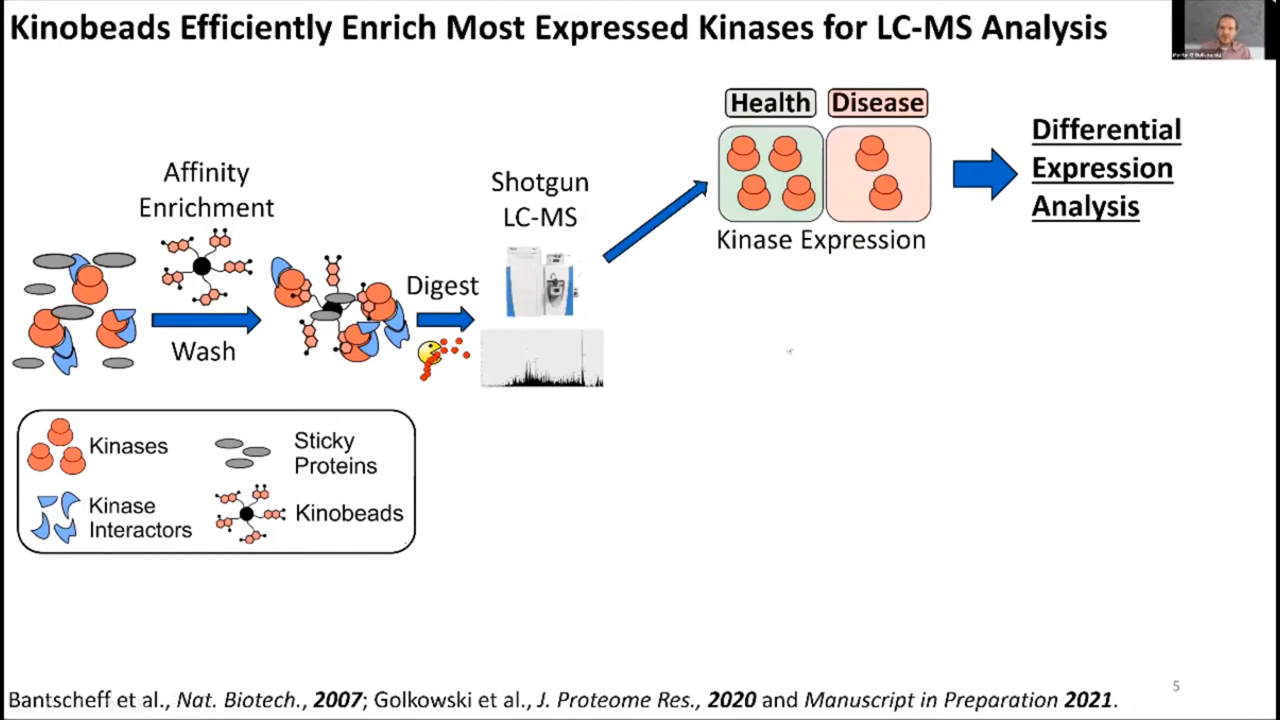 Kinobeads Efficiently Enrich Most Expressed Kinases for LC-MS Analysis
Health
Disease
Differential
Expression
Analysis
Affinity
Enrichment
Shotgun
LC-MS
Kinase Expression
Digest
Wash
Kinases
Sticky
Proteins
Kinase
Interactors
Kinobeads
5
Bantscheff et al., Nat. Biotech., 2007; Golkowski et al., J. Proteome Res., 2020 and Manuscript in Preparation 2021.